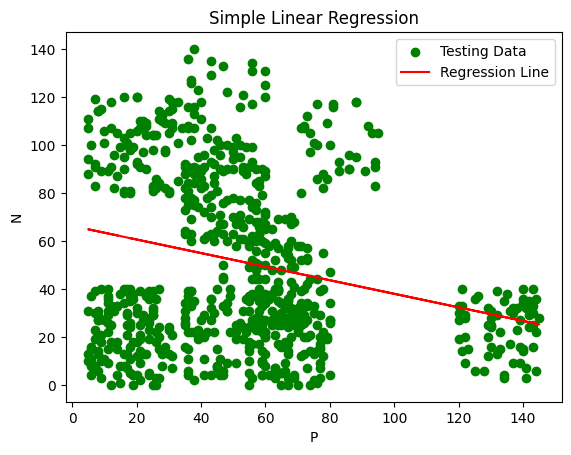 Simple Linear Regression
Testing Data
Regression Line
140
120
100
80
60
40
20
0
N
0 20 40 60 80 100 120 140
P